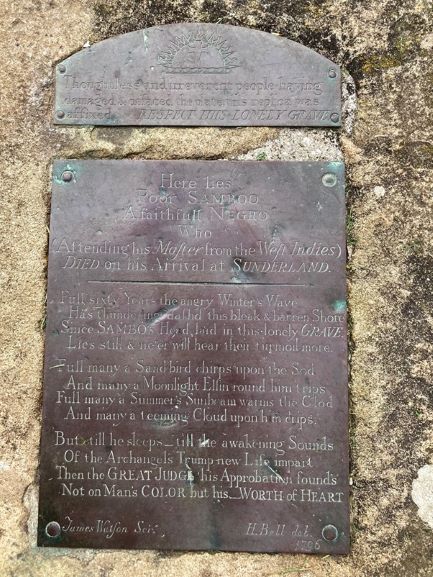 Thoughtless and irreverent people having
damaged & defaced the plate, this replica was
affixed. RESPECT THIS LONELY GRAVE
Here lies
Poor SAMBOO
A faithfull NEGRO
Who
(Attending his Master from the West Indies)
DIED on his Arrival at SUNDERLAND.
Full sixty Years the angry Winter's Wave
Has thundering dash'd this bleak & barren Shore
Since SAMBO'S Head laid in this lonely GRAVE
Lies still & ne'er will hear their turmoil more.
Full many a Sand-bird chirps upon the Sod
And many a Moonlight Elfin round him trips
Full many a Summer's Sunbeam warms the Clod
And many a teeming Cloud upon him drips.
But still he sleeps _ till the awakening Sounds
Of the Archangel's Trump new Life impart
Then the GREAT JUDGE his Approbation founds
Not on Man's COLOR but his_ WORTH of HEART
James Watson Scr.
H. Bell del.
1796